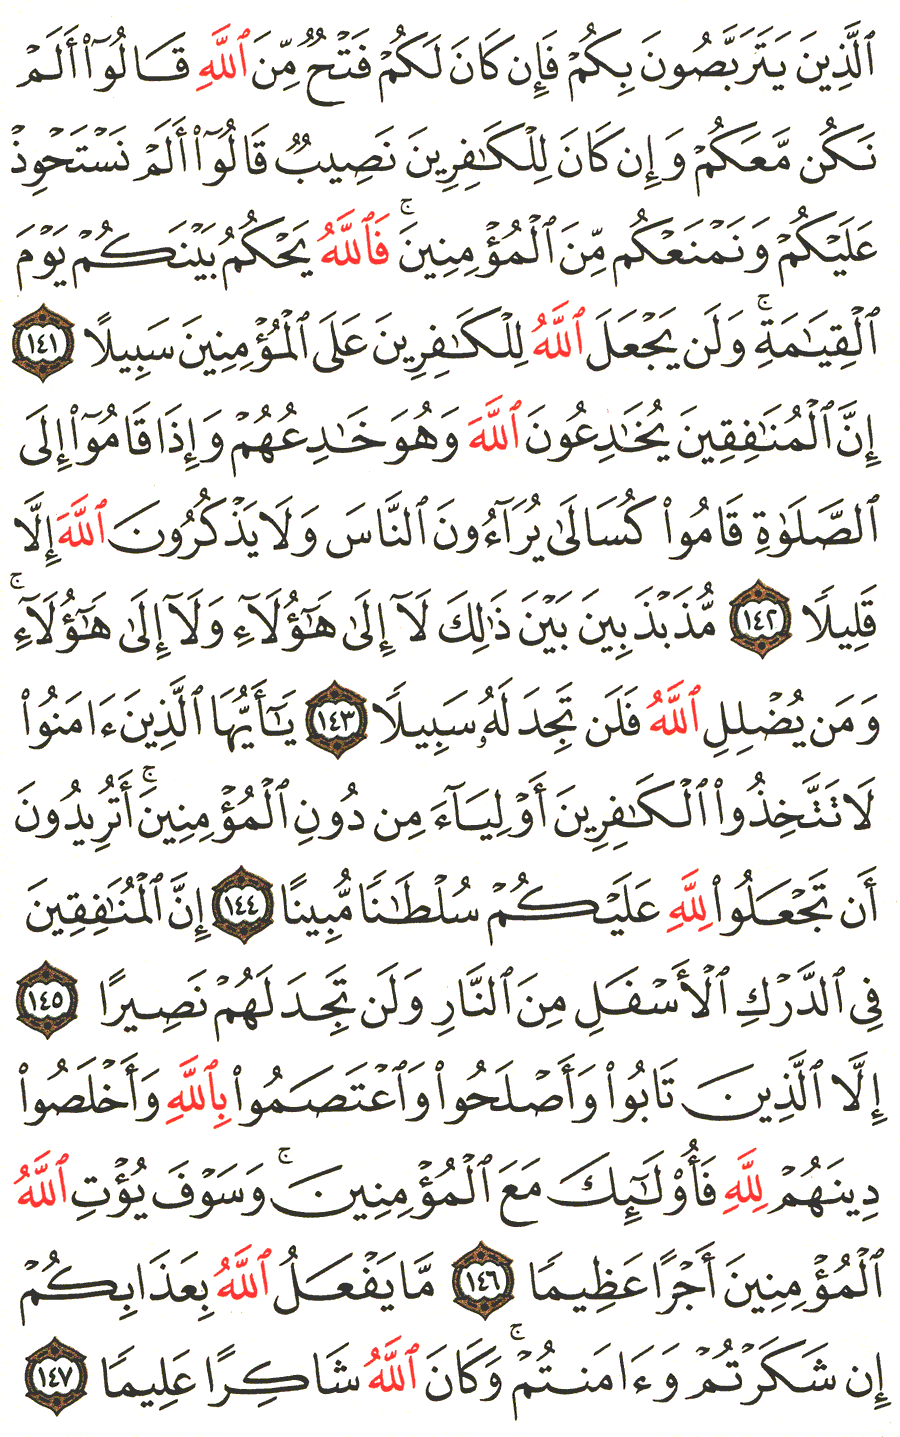 ٱلَّذِينَ يَتَرَبَّصُونَ بِكُمۡ فَإِن كَانَ لَكُمۡ فَتۡحٞ مِّنَ ٱللَّهِ قَالُوٓاْ أَلَمۡ
نَكُن مَّعَكُمۡ وَإِن كَانَ لِلۡكَٰفِرِينَ نَصِيبٞ قَالُوٓاْ أَلَمۡ نَسۡتَحۡوِذۡ
عَلَيۡكُمۡ وَنَمۡنَعۡكُم مِّنَ ٱلۡمُؤۡمِنِينَۚ فَٱللَّهُ يَحۡكُمُ بَيۡنَكُمۡ يَوۡمَ
ٱلۡقِيَٰمَةِۚ وَلَن يَجۡعَلَ ٱللَّهُ لِلۡكَٰفِرِينَ عَلَى ٱلۡمُؤۡمِنِينَ سَبِيلًا ١٤١
إِنَّ ٱلۡمُنَٰفِقِينَ يُخَٰدِعُونَ ٱللَّهَ وَهُوَ خَٰدِعُهُمۡ وَإِذَا قَامُوٓاْ إِلَى
ٱلصَّلَوٰةِ قَامُواْ كُسَالَىٰ يُرَآءُونَ ٱلنَّاسَ وَلَا يَذۡكُرُونَ ٱللَّهَ إِلَّا
قَلِيلٗا ١٤٢ مُّذَبۡذَبِينَ بَيۡنَ ذَٰلِكَ لَآ إِلَىٰ هَٰٓؤُلَآءِ وَلَآ إِلَىٰ هَٰٓؤُلَآءِۚ
وَمَن يُضۡلِلِ ٱللَّهُ فَلَن تَجِدَ لَهُۥ سَبِيلٗا ١٤٣ يَٰٓأَيُّهَا ٱلَّذِينَ ءَامَنُواْ
لَا تَتَّخِذُواْ ٱلۡكَٰفِرِينَ أَوۡلِيَآءَ مِن دُونِ ٱلۡمُؤۡمِنِينَۚ أَتُرِيدُونَ
أَن تَجۡعَلُواْ لِلَّهِ عَلَيۡكُمۡ سُلۡطَٰنٗا مُّبِينًا ١٤٤ إِنَّ ٱلۡمُنَٰفِقِينَ
فِي ٱلدَّرۡكِ ٱلۡأَسۡفَلِ مِنَ ٱلنَّارِ وَلَن تَجِدَ لَهُمۡ نَصِيرًا ١٤٥
إِلَّا ٱلَّذِينَ تَابُواْ وَأَصۡلَحُواْ وَٱعۡتَصَمُواْ بِٱللَّهِ وَأَخۡلَصُواْ
دِينَهُمۡ لِلَّهِ فَأُوْلَٰٓئِكَ مَعَ ٱلۡمُؤۡمِنِينَۚ وَسَوۡفَ يُؤۡتِ ٱللَّهُ
ٱلۡمُؤۡمِنِينَ أَجۡرًا عَظِيمٗا ١٤٦ مَّا يَفۡعَلُ ٱللَّهُ بِعَذَابِكُمۡ
إِن شَكَرۡتُمۡ وَءَامَنتُمۡۚ وَكَانَ ٱللَّهُ شَاكِرًا عَلِيمٗا ١٤٧